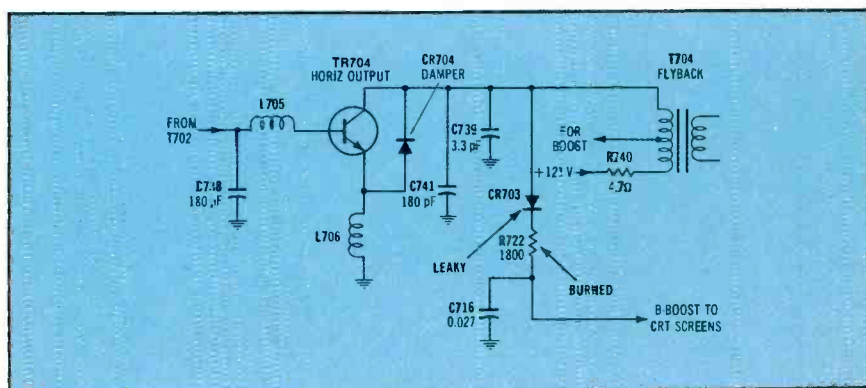 TR704
HORIZ OUTPUT
CR704
DAMPER
T704
FLYBACK
L705
FROM
T702
C738
180 pF
C741
180 pF
C739
3.3 pF
L706
CR703
LEAKY
R722
1800
BURNED
C716
0.027
FOR
BOOST
+123V
R740
4.7Ω
B-BOOST TO
CRT SCREENS